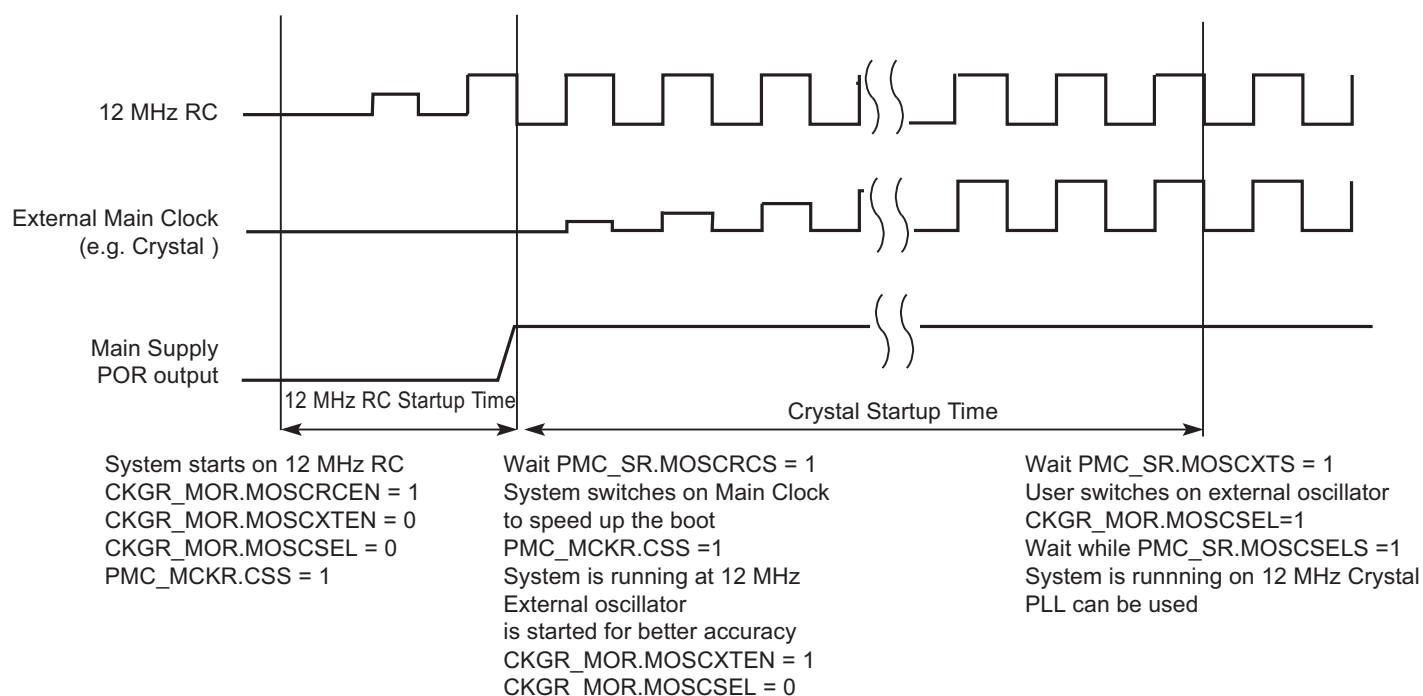 12 MHz RC
External Main Clock
(e.g. Crystal )
Main Supply
POR output
12 MHz RC Startup Time
Crystal Startup Time
System starts on 12 MHz RC
CKGR_MOR.MOSCRCEN = 1
CKGR_MOR.MOSCXTEN = 0
CKGR_MOR.MOSCSEL = 0
PMC_MCKR.CSS = 1
Wait PMC_SR.MOSCRCS = 1
System switches on Main Clock
to speed up the boot
PMC_MCKR.CSS =1
System is running at 12 MHz
External oscillator
is started for better accuracy
CKGR_MOR.MOSCXTEN = 1
CKGR_MOR.MOSCSEL = 0
Wait PMC_SR.MOSCXTS = 1
User switches on external oscillator
CKGR_MOR.MOSCSEL=1
Wait while PMC_SR.MOSCSELS =1
System is runnning on 12 MHz Crystal
PLL can be used